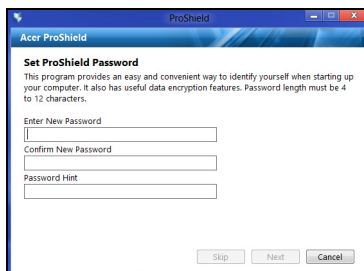 ProShield
Acer ProShield
Set ProShield Password
This program provides an easy and convenient way to identify yourself when starting up
your computer. It also has useful data encryption features. Password length must be 4
to 12 characters.
Enter New Password
Confirm New Password
Password Hint
Skip
Next
Cancel